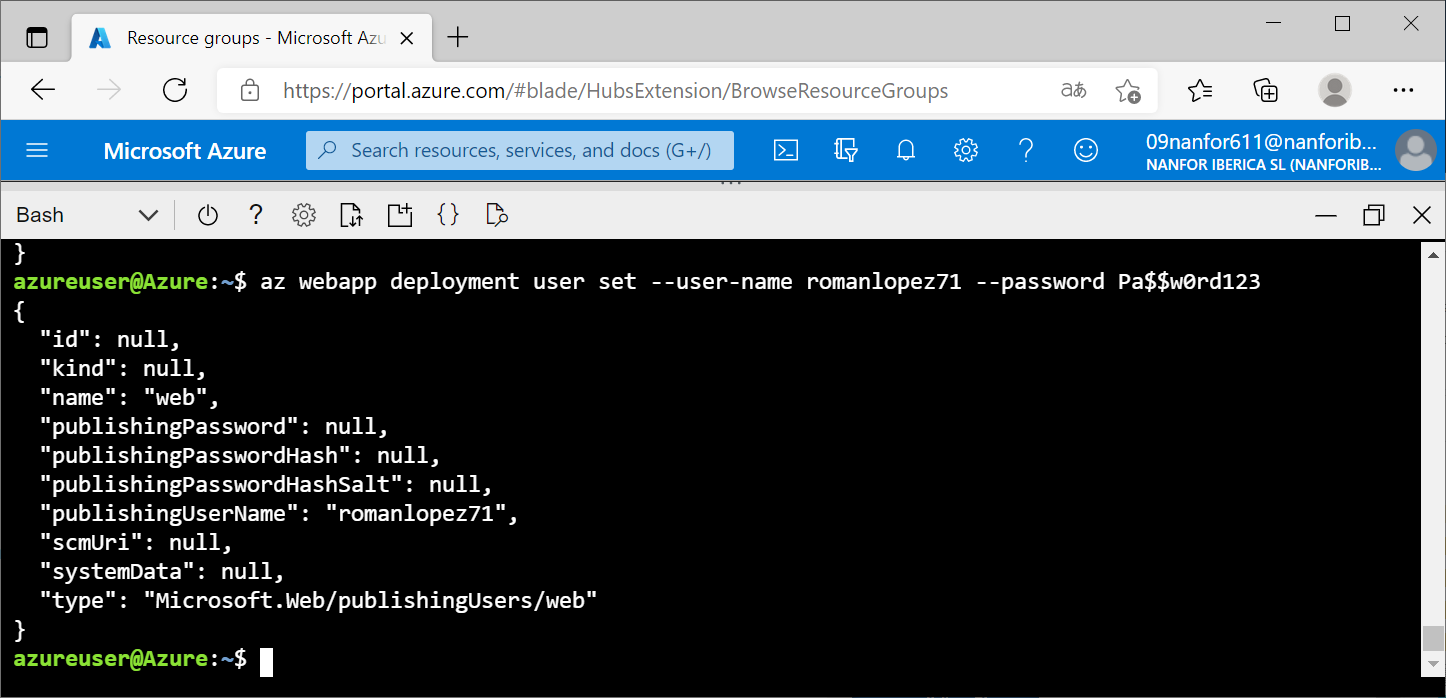 Resource groups - Microsoft Azu
https://portal.azure.com/#blade/HubsExtension/BrowseResourceGroups
aあ
Microsoft Azure
Search resources, services, and docs (G+/)
09nanfor611@nanforib...
NANFOR IBERICA SL (NANFORIB...
Bash
}
azureuser@Azure:~$ az webapp deployment user set --user-name romanlopez71 --password Pa$$w0rd123
{
"id": null,
"kind": null,
"name": "web",
"publishingPassword": null,
"publishingPasswordHash": null,
"publishingPasswordHashSalt": null,
"publishingUserName": "romanlopez71",
"scmUri": null,
"systemData": null,
"type": "Microsoft.Web/publishingUsers/web"
}
azureuser@Azure:~$